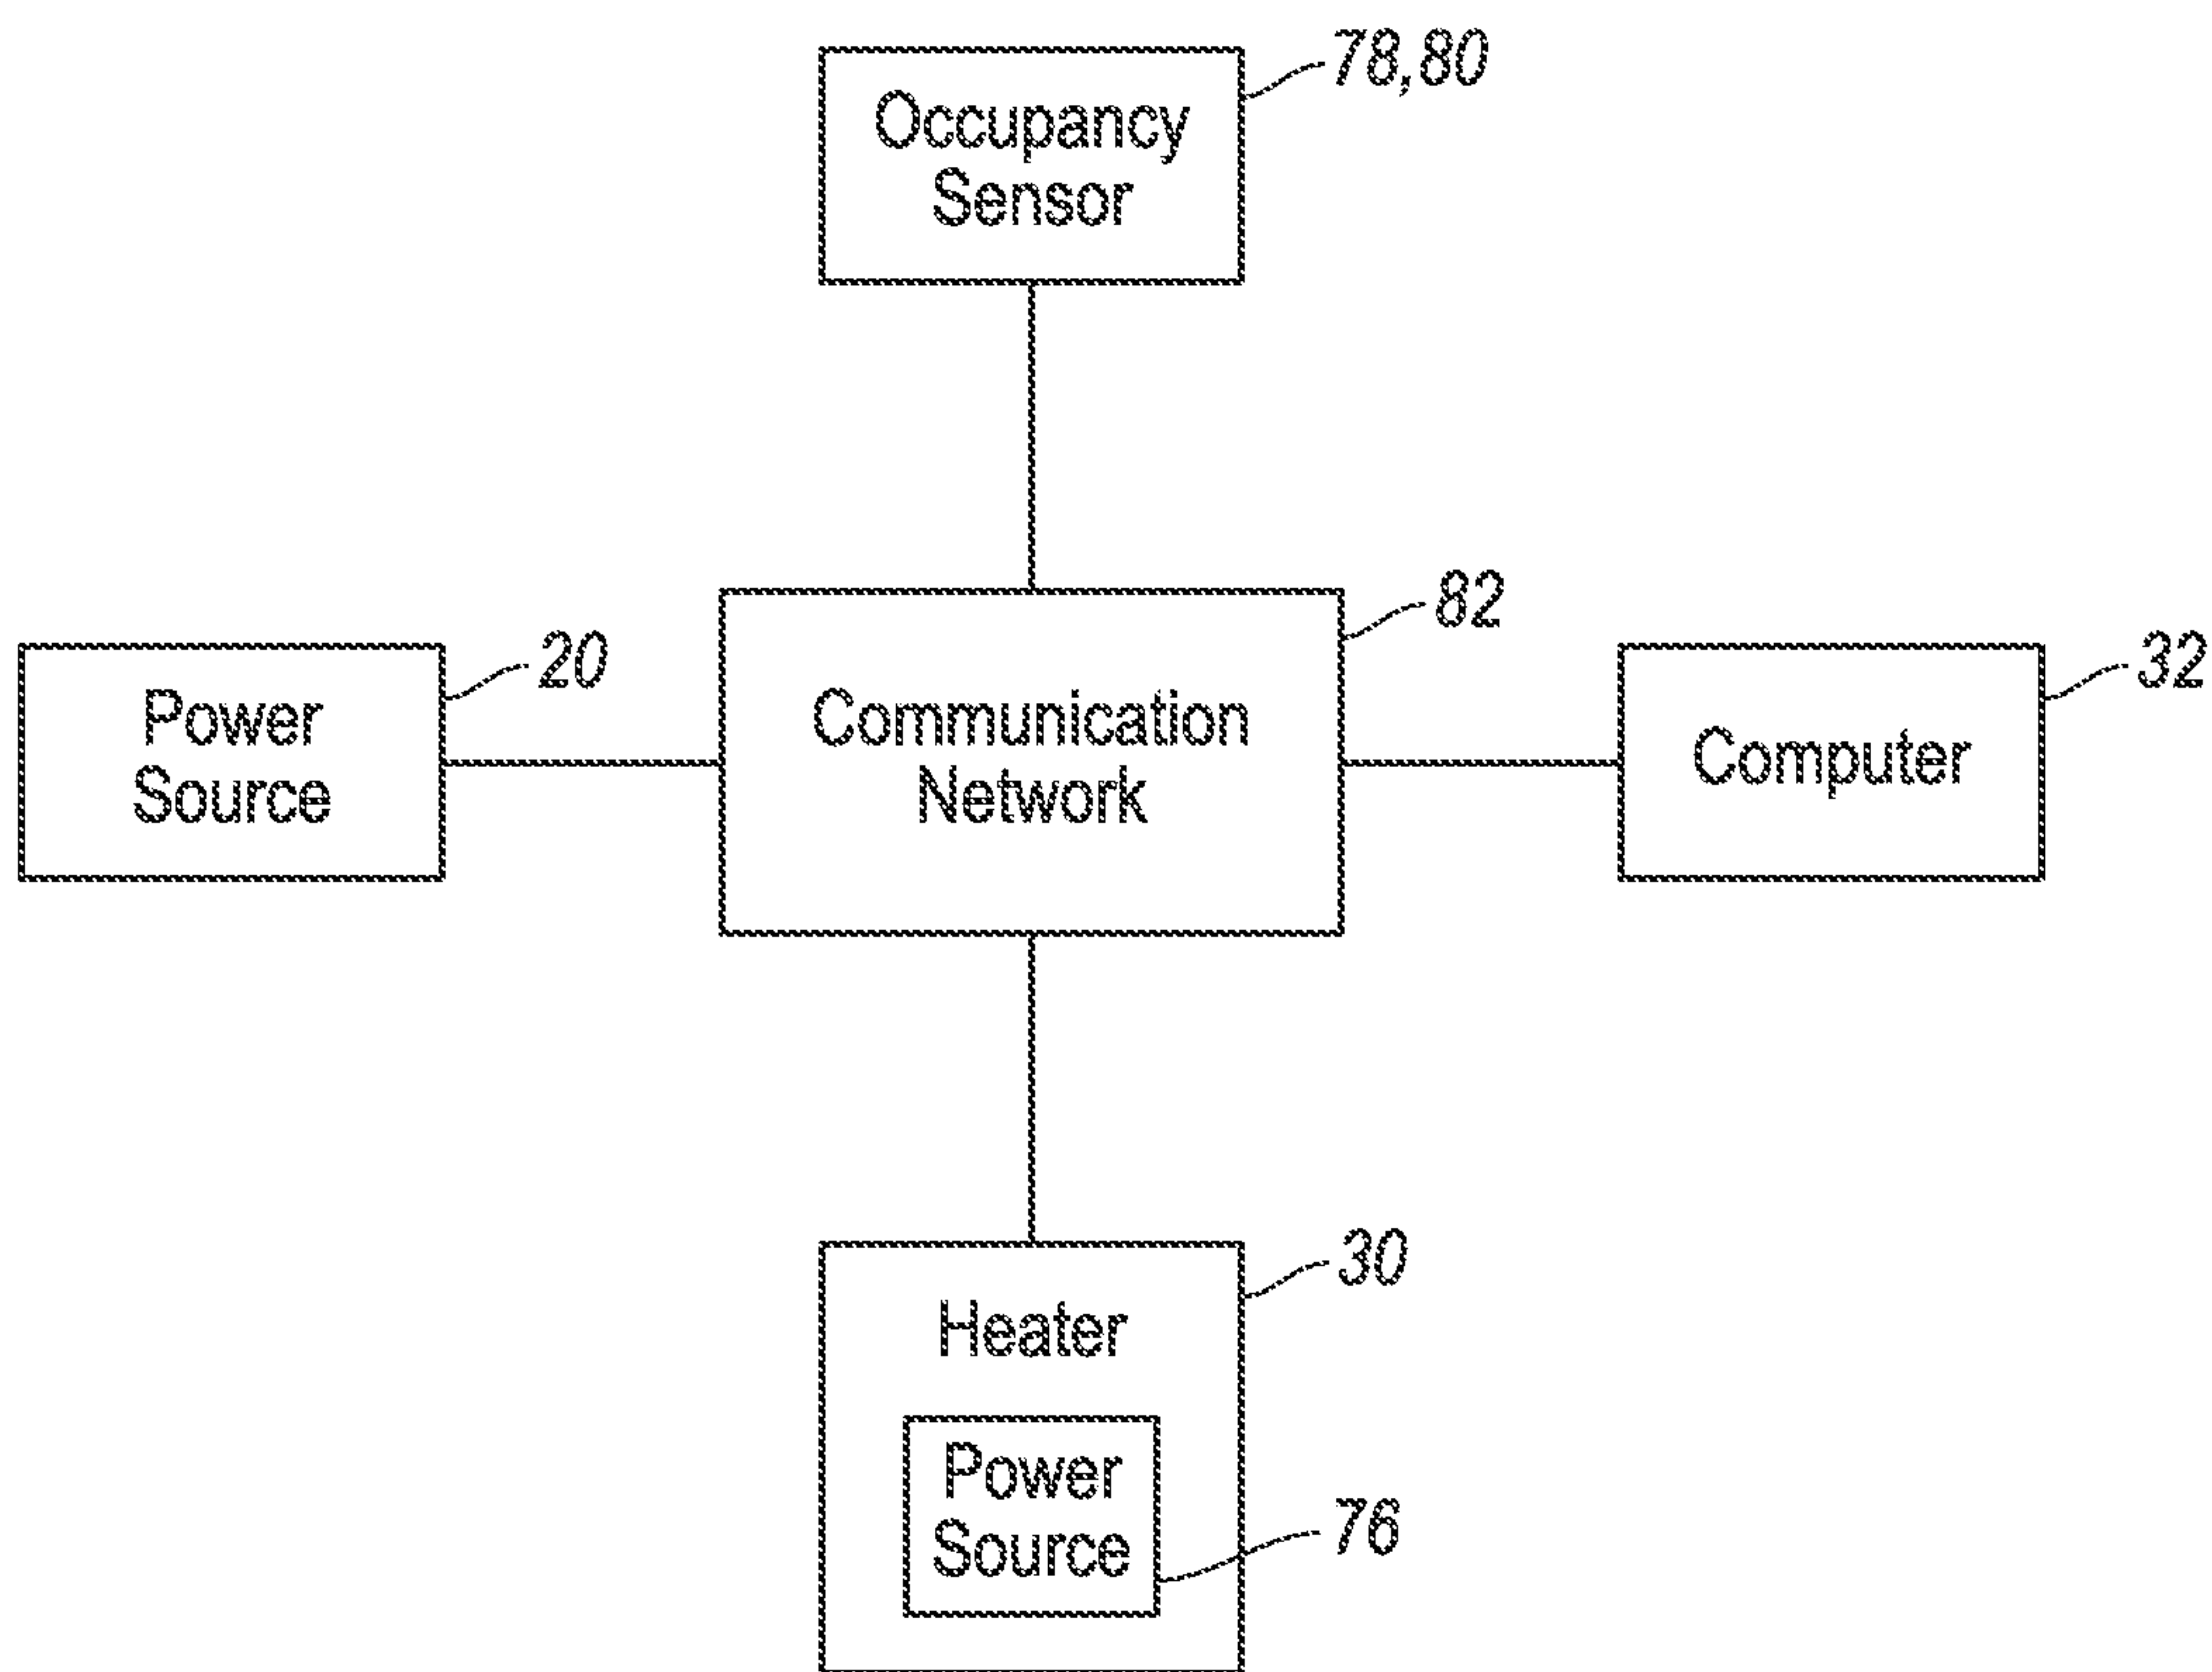 78,80
Occupancy
Sensor
82
20
32
Power
Source
Communication
Network
Computer
30
Heater
Power
Source
76